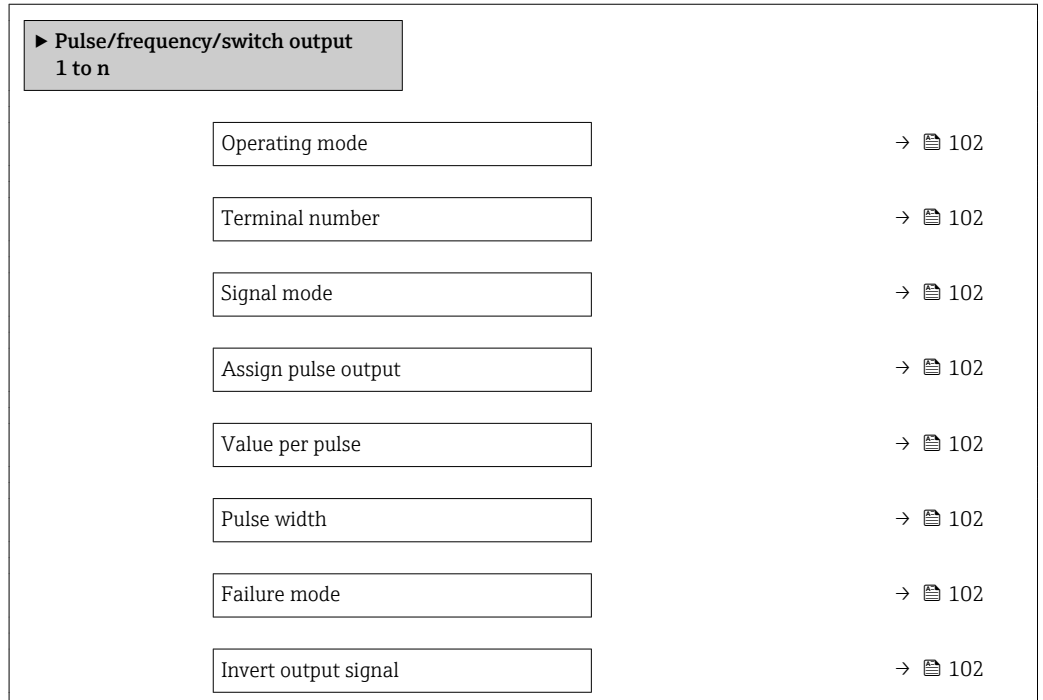 ► Pulse/frequency/switch output
1 to n
Operating mode → 102
Terminal number → 102
Signal mode → 102
Assign pulse output → 102
Value per pulse → 102
Pulse width → 102
Failure mode → 102
Invert output signal → 102